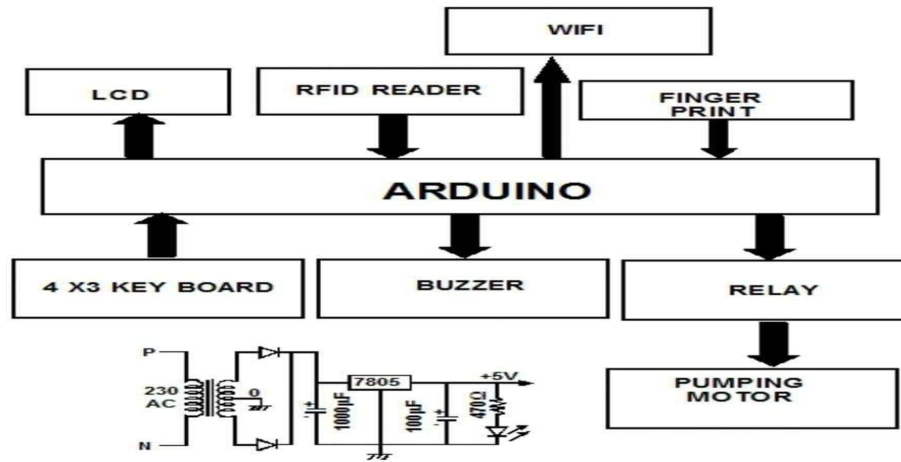 WIFI
LCD
RFID READER
FINGER
PRINT
ARDUINO
4 X3 KEY BOARD
BUZZER
RELAY
PUMPING
MOTOR
P
230
AC
N
0
1000µF
7805
100µF
470Ω
+5V